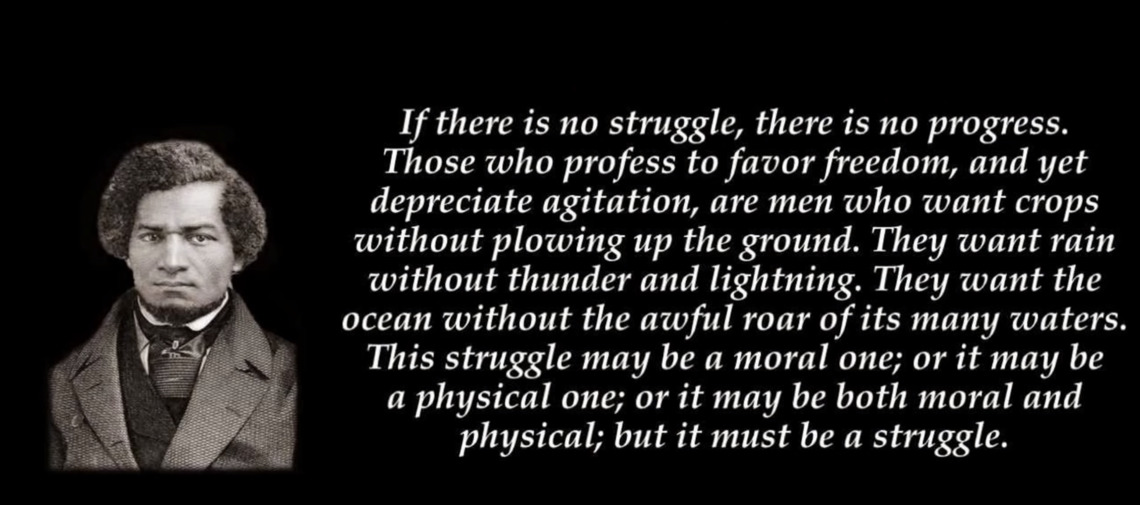 If there is no struggle, there is no progress.
Those who profess to favor freedom, and yet
depreciate agitation, are men who want crops
without plowing up the ground. They want rain
without thunder and lightning. They want the
ocean without the awful roar of its many waters.
This struggle may be a moral one; or it may be
a physical one; or it may be both moral and
physical; but it must be a struggle.